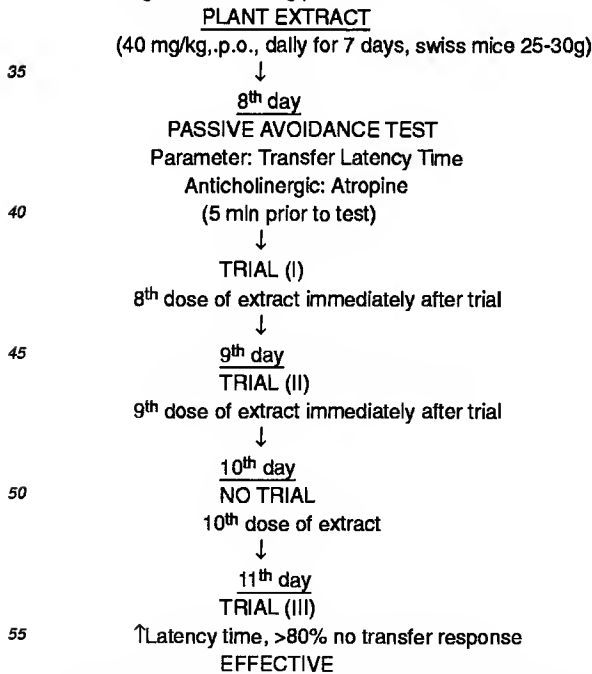 PLANT EXTRACT
(40 mg/kg,.p.o., dally for 7 days, swiss mice 25-30g)
35 ↓
8th day
PASSIVE AVOIDANCE TEST
Parameter: Transfer Latency Time
Anticholinergic: Atropine
40 (5 min prior to test)
↓
TRIAL (I)
8th dose of extract immediately after trial
↓
45 9th day
TRIAL (II)
9th dose of extract immediately after trial
↓
10th day
50 NO TRIAL
10th dose of extract
↓
11th day
TRIAL (III)
55 ↑Latency time, >80% no transfer response
EFFECTIVE